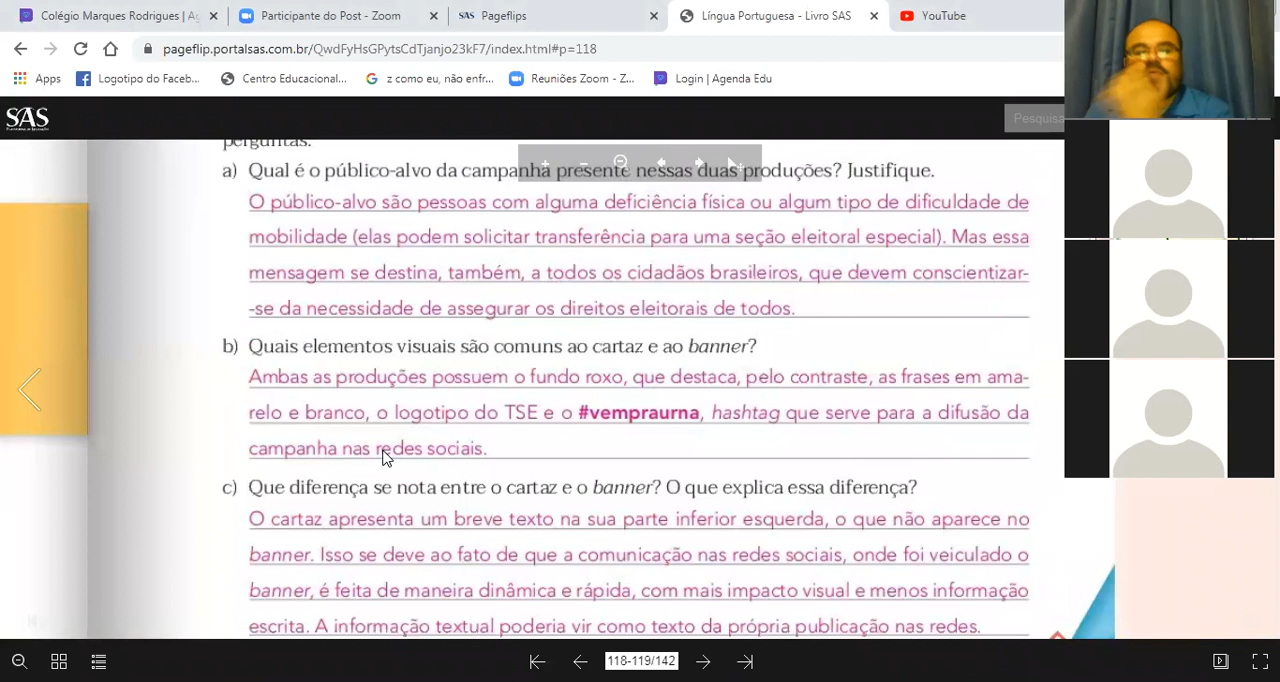 Colégio Marques Rodrigues | Ag
Participante do Post - Zoom
SAS Pageflips
Língua Portuguesa - Livro SAS
YouTube
pageflip.portalsas.com.br/QwdFyHsGPytsCdTjanjo23kF7/index.html#p=118
Apps
Logotipo do Faceb...
Centro Educacional...
z como eu, não enfr...
Reuniões Zoom - Z...
Login | Agenda Edu
SAS
Pesquisa
perguntas.
a) Qual é o público-alvo da campanha presente nessas duas produções? Justifique.
O público-alvo são pessoas com alguma deficiência física ou algum tipo de dificuldade de
mobilidade (elas podem solicitar transferência para uma seção eleitoral especial). Mas essa
mensagem se destina, também, a todos os cidadãos brasileiros, que devem conscientizar-
-se da necessidade de assegurar os direitos eleitorais de todos.
b) Quais elementos visuais são comuns ao cartaz e ao banner?
Ambas as produções possuem o fundo roxo, que destaca, pelo contraste, as frases em ama-
relo e branco, o logotipo do TSE e o #vempraurna, hashtag que serve para a difusão da
campanha nas redes sociais.
c) Que diferença se nota entre o cartaz e o banner? O que explica essa diferença?
O cartaz apresenta um breve texto na sua parte inferior esquerda, o que não aparece no
banner. Isso se deve ao fato de que a comunicação nas redes sociais, onde foi veiculado o
banner, é feita de maneira dinâmica e rápida, com mais impacto visual e menos informação
escrita. A informação textual poderia vir como texto da própria publicação nas redes.
118-119/142